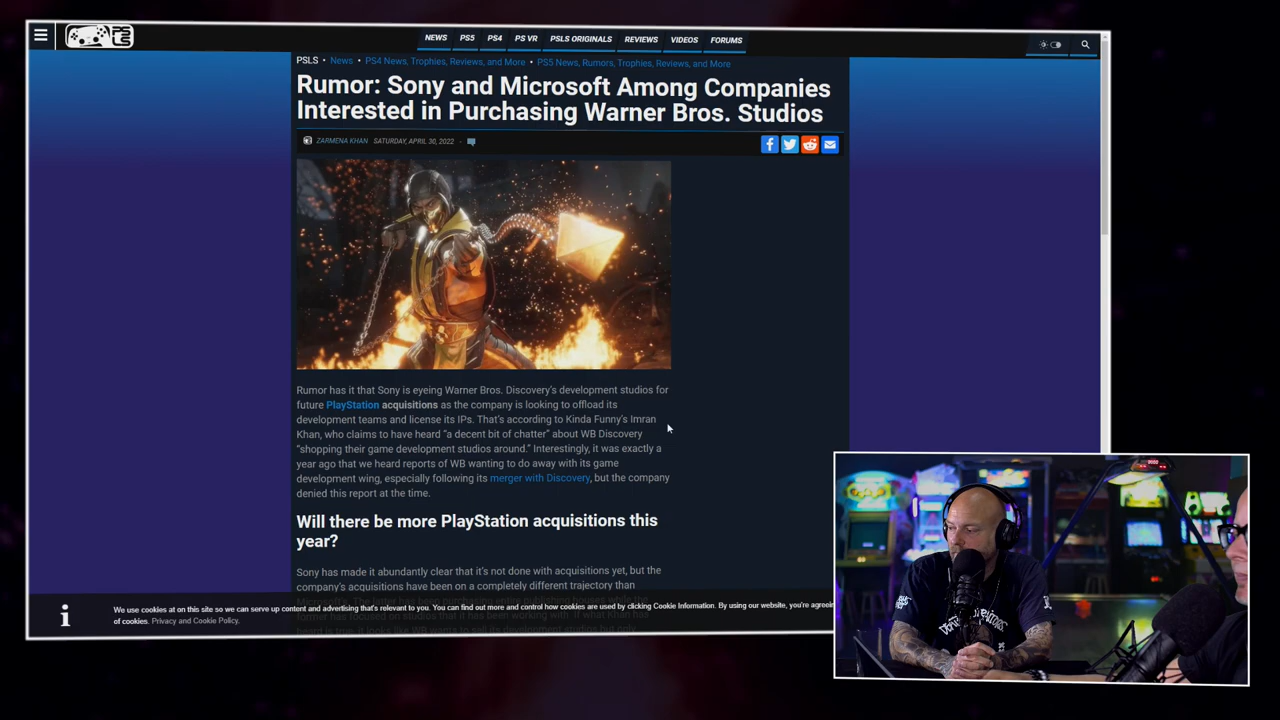 PS
LS
NEWS PS5 PS4 PS VR PSLS ORIGINALS REVIEWS VIDEOS FORUMS
PSLS • News • PS4 News, Trophies, Reviews, and More • PS5 News, Rumors, Trophies, Reviews, and More
Rumor: Sony and Microsoft Among Companies
Interested in Purchasing Warner Bros. Studios
ZARMENA KHAN SATURDAY, APRIL 30, 2022
Rumor has it that Sony is eyeing Warner Bros. Discovery's development studios for
future PlayStation acquisitions as the company is looking to offload its
development teams and license its IPs. That's according to Kinda Funny's Imran
Khan, who claims to have heard "a decent bit of chatter" about WB Discovery
"shopping their game development studios around." Interestingly, it was exactly a
year ago that we heard reports of WB wanting to do away with its game
development wing, especially following its merger with Discovery, but the company
denied this report at the time.
Will there be more PlayStation acquisitions this
year?
Sony has made it abundantly clear that it's not done with acquisitions yet, but the
company's acquisitions have been on a completely different trajectory than
We use cookies at on this site so we can serve up content and advertising that's relevant to you. You can find out more and control how cookies are used by clicking Cookie Information. By using our website, you're agreein
of cookies. Privacy and Cookie Policy.